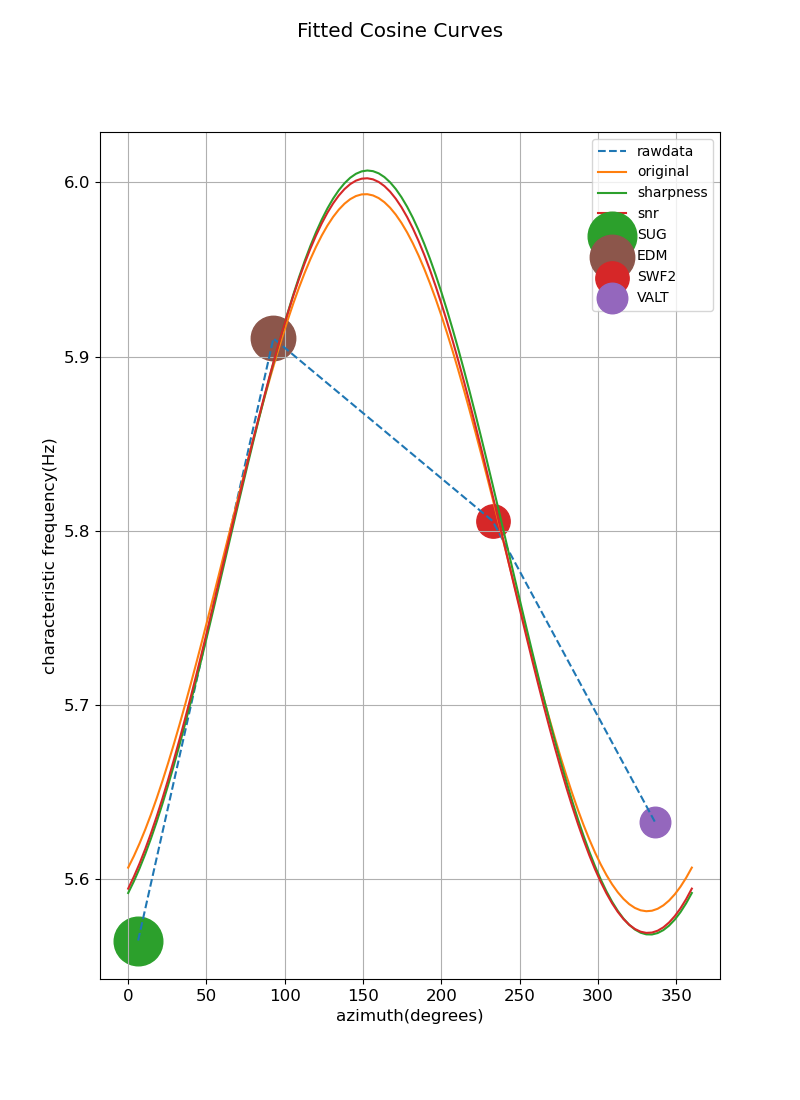 Fitted Cosine Curves
rawdata
original
sharpness
snr
SUG
EDM
SWF2
VALT
characteristic frequency(Hz)
6.0
5.9
5.8
5.7
5.6
0 50 100 150 200 250 300 350
azimuth(degrees)